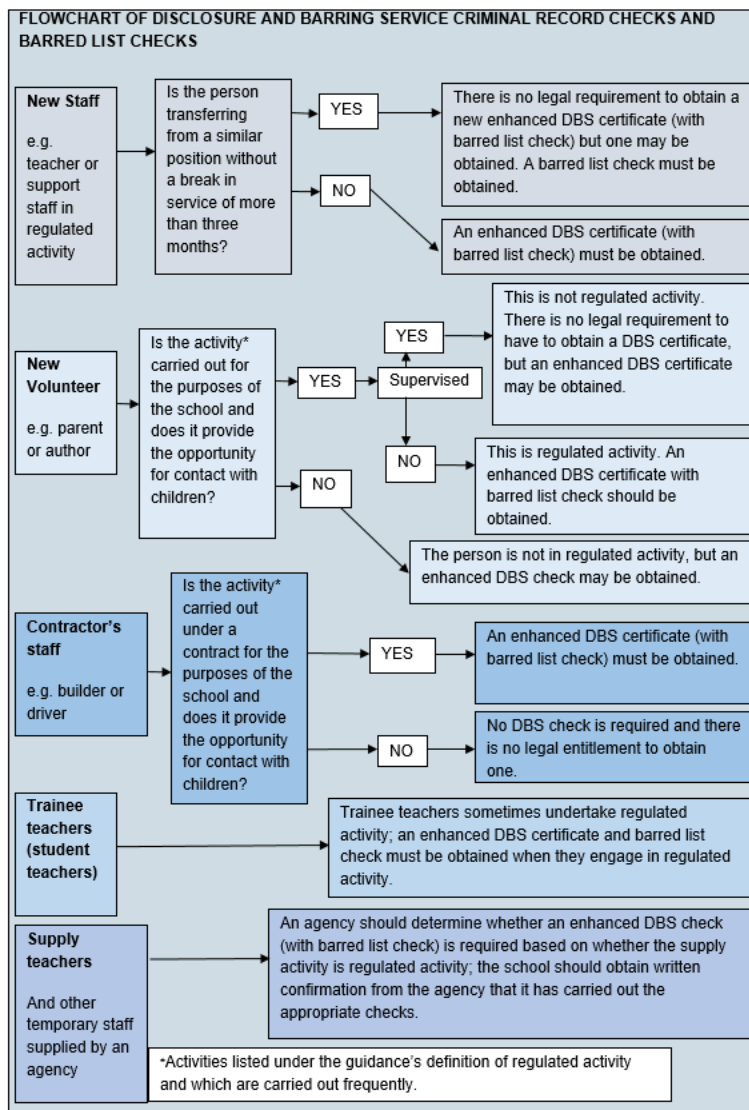 FLOWCHART OF DISCLOSURE AND BARRING SERVICE CRIMINAL RECORD CHECKS AND
BARRED LIST CHECKS
New Staff
e.g.
teacher or
support
staff in
regulated
activity
Is the person
transferring
from a similar
position without
a break in
service of more
than three
months?
YES
There is no legal requirement to obtain a
new enhanced DBS certificate (with
barred list check) but one may be
obtained. A barred list check must be
obtained.
NO
An enhanced DBS certificate (with
barred list check) must be obtained.
New
Volunteer
e.g. parent
or author
Is the activity*
carried out for
the purposes of
the school and
does it provide
the opportunity
for contact with
children?
YES
Supervised
YES
This is not regulated activity.
There is no legal requirement to
have to obtain a DBS certificate,
but an enhanced DBS certificate
may be obtained.
NO
This is regulated activity. An
enhanced DBS certificate with
barred list check should be
obtained.
NO
The person is not in regulated activity, but an
enhanced DBS check may be obtained.
Contractor's
staff
e.g. builder or
driver
Is the activity*
carried out
under a
contract for the
purposes of the
school and
does it provide
the opportunity
for contact with
children?
YES
An enhanced DBS certificate (with
barred list check) must be obtained.
NO
No DBS check is required and there
is no legal entitlement to obtain
one.
Trainee
teachers
(student
teachers)
Trainee teachers sometimes undertake regulated
activity; an enhanced DBS certificate and barred list
check must be obtained when they engage in regulated
activity.
Supply
teachers
And other
temporary staff
supplied by an
agency
An agency should determine whether an enhanced DBS check
(with barred list check) is required based on whether the supply
activity is regulated activity; the school should obtain written
confirmation from the agency that it has carried out the
appropriate checks.
*Activities listed under the guidance's definition of regulated activity
and which are carried out frequently.